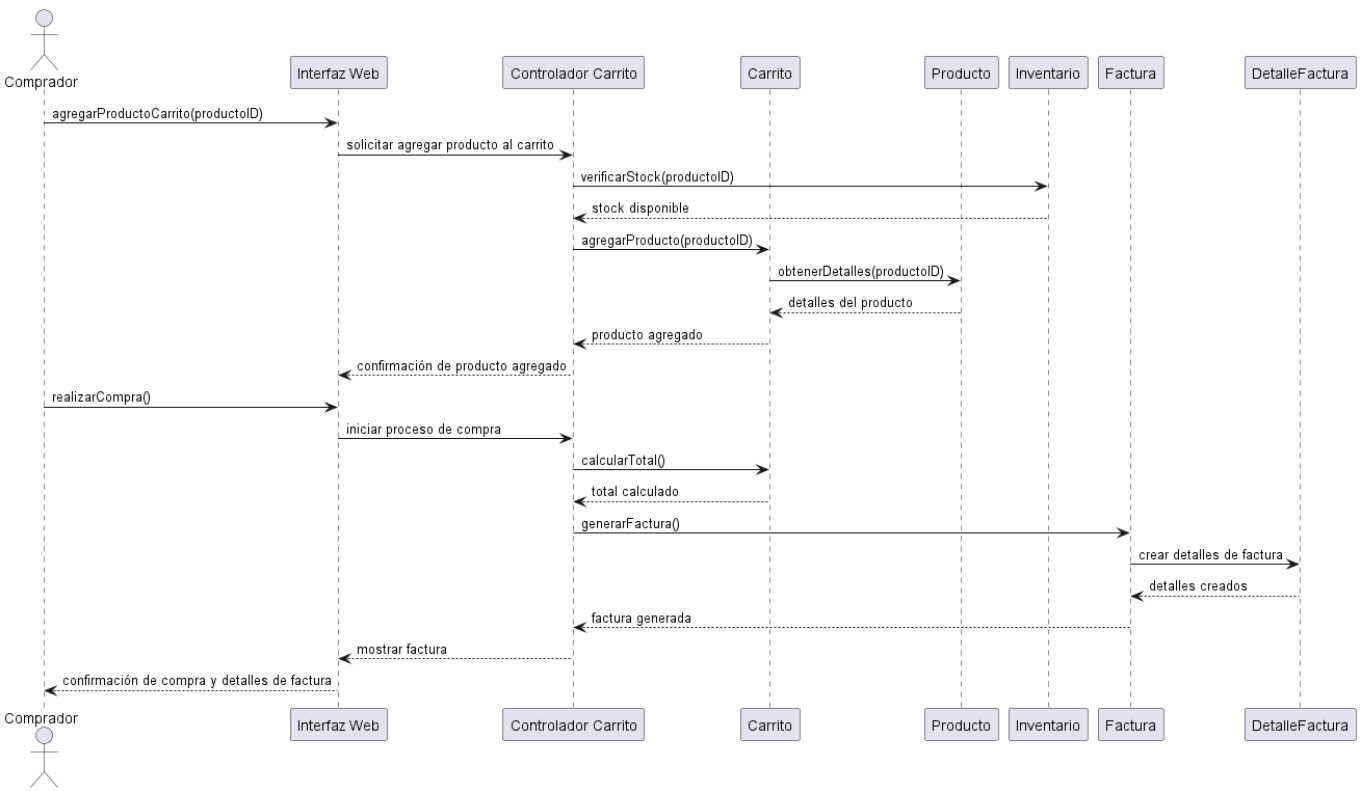 Comprador
Interfaz Web
Controlador Carrito
Carrito
Producto
Inventario
Factura
DetalleFactura
agregarProductoCarrito(productoID)
solicitar agregar producto al carrito
verificarStock(productoID)
stock disponible
agregarProducto(productoID)
obtenerDetalles(productoID)
detalles del producto
producto agregado
confirmación de producto agregado
realizarCompra()
iniciar proceso de compra
calcularTotal()
total calculado
generarFactura()
crear detalles de factura
detalles creados
factura generada
mostrar factura
confirmación de compra y detalles de factura
Comprador
Interfaz Web
Controlador Carrito
Carrito
Producto
Inventario
Factura
DetalleFactura